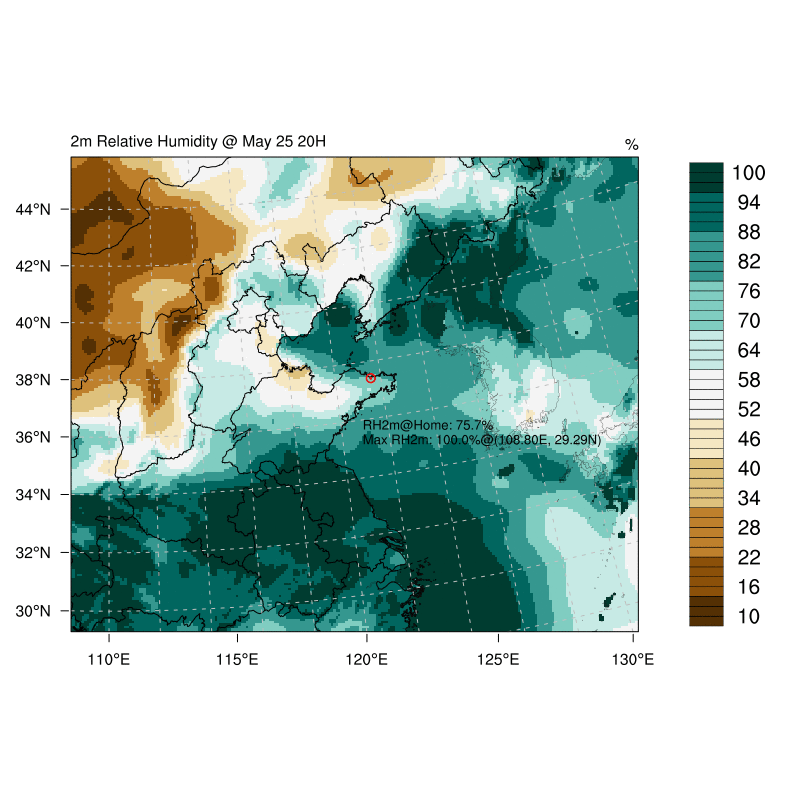 2m Relative Humidity @ May 25 20H
%
100
94
88
82
76
70
64
58
52
46
40
34
28
22
16
10
44°N
42°N
40°N
38°N
36°N
34°N
32°N
30°N
RH2m@Home: 75.7%
Max RH2m: 100.0%@(108.80E, 29.29N)
110°E
115°E
120°E
125°E
130°E